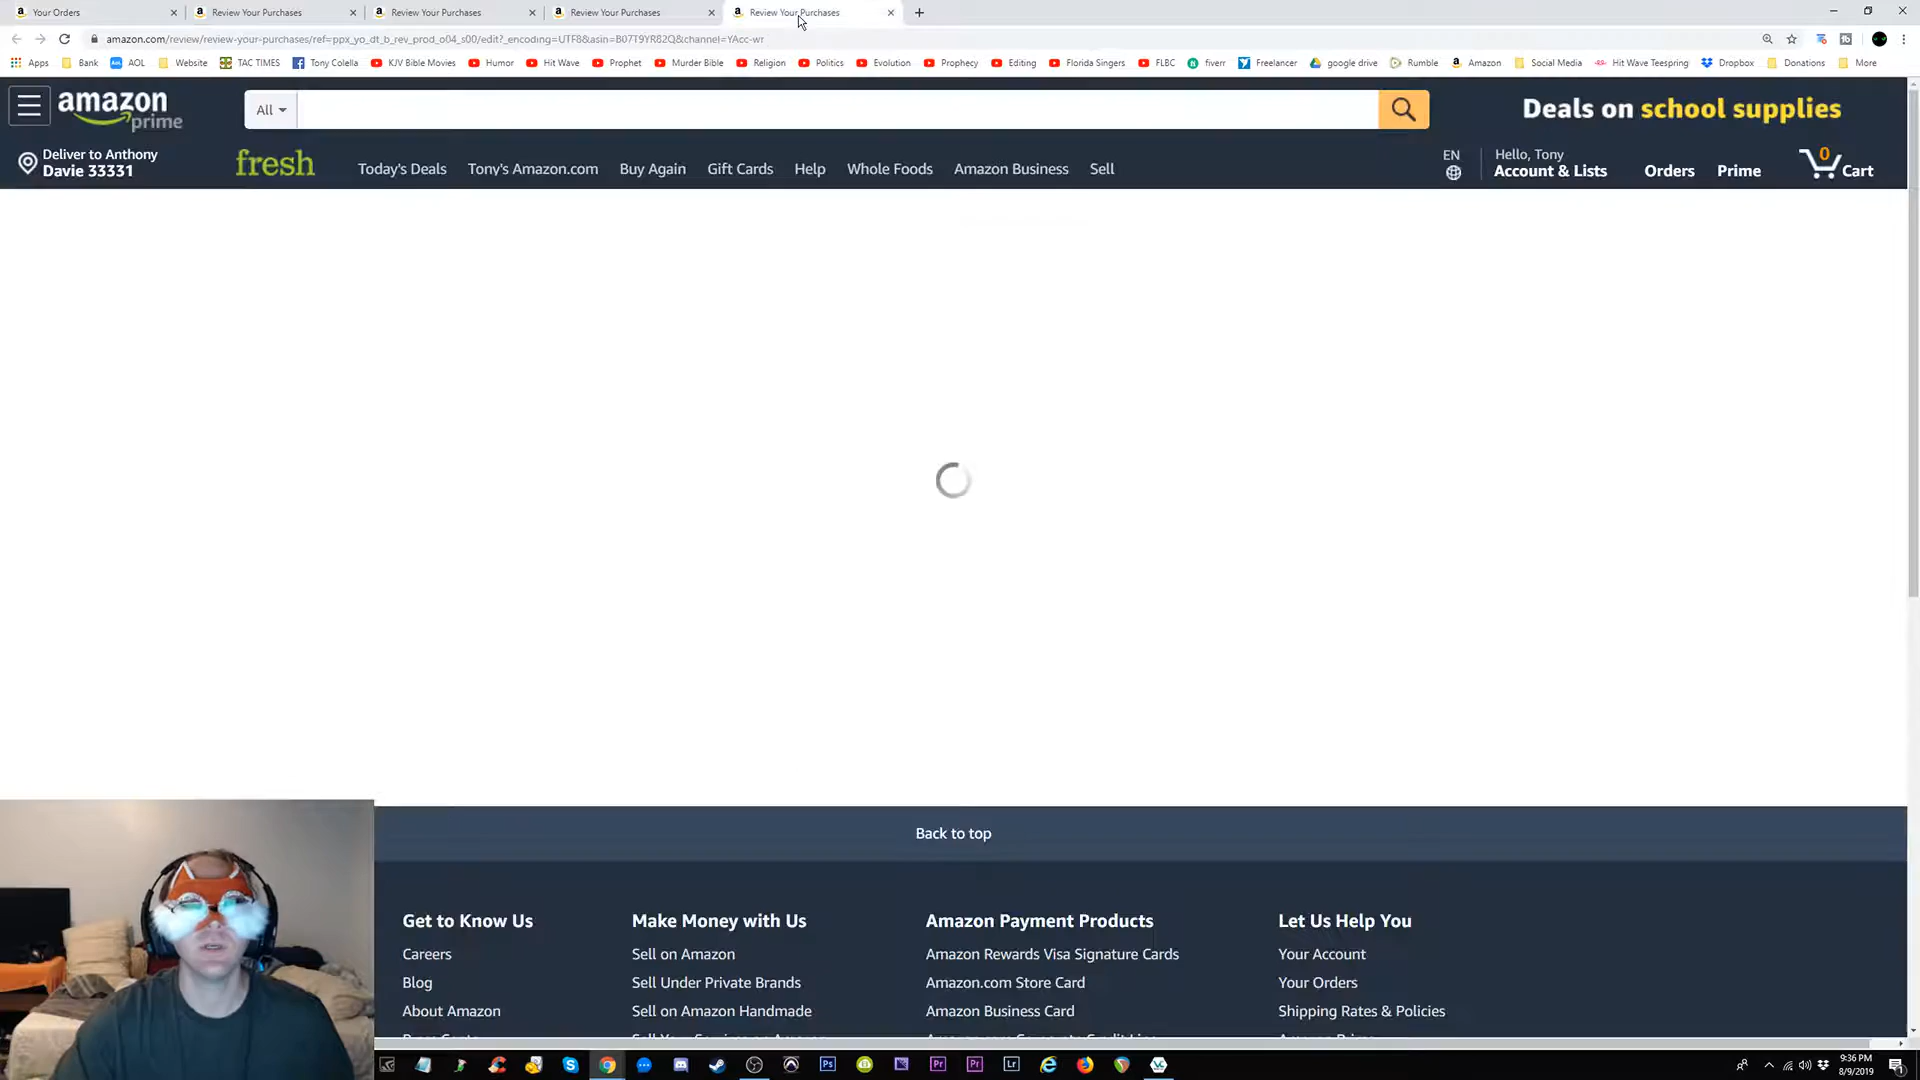 Your Orders
Review Your Purchases
Review Your Purchases
Review Your Purchases
Review Your Purchases
amazon.com/review/review-your-purchases/ref=ppx_yo_dt_b_rev_prod_o04_s00/edit?_encoding=UTF8&asin=B07T9YR82Q&channel=YAcc-wr
Apps Bank AOL Website TAC TIMES Tony Colella KJV Bible Movies Humor Hit Wave Prophet Murder Bible Religion Politics Evolution Prophecy Editing Florida Singers FLBC fiverr Freelancer google drive Rumble Amazon Social Media Hit Wave Teespring Dropbox Donations More
amazon prime
All
Deals on school supplies
Deliver to Anthony
Davie 33331
fresh
Today's Deals Tony's Amazon.com Buy Again Gift Cards Help Whole Foods Amazon Business Sell
EN
Hello, Tony
Account & Lists
Orders
Prime
0
Cart
Back to top
Get to Know Us
Careers
Blog
About Amazon
Make Money with Us
Sell on Amazon
Sell Under Private Brands
Sell on Amazon Handmade
Amazon Payment Products
Amazon Rewards Visa Signature Cards
Amazon.com Store Card
Amazon Business Card
Let Us Help You
Your Account
Your Orders
Shipping Rates & Policies
9:36 PM
8/9/2019